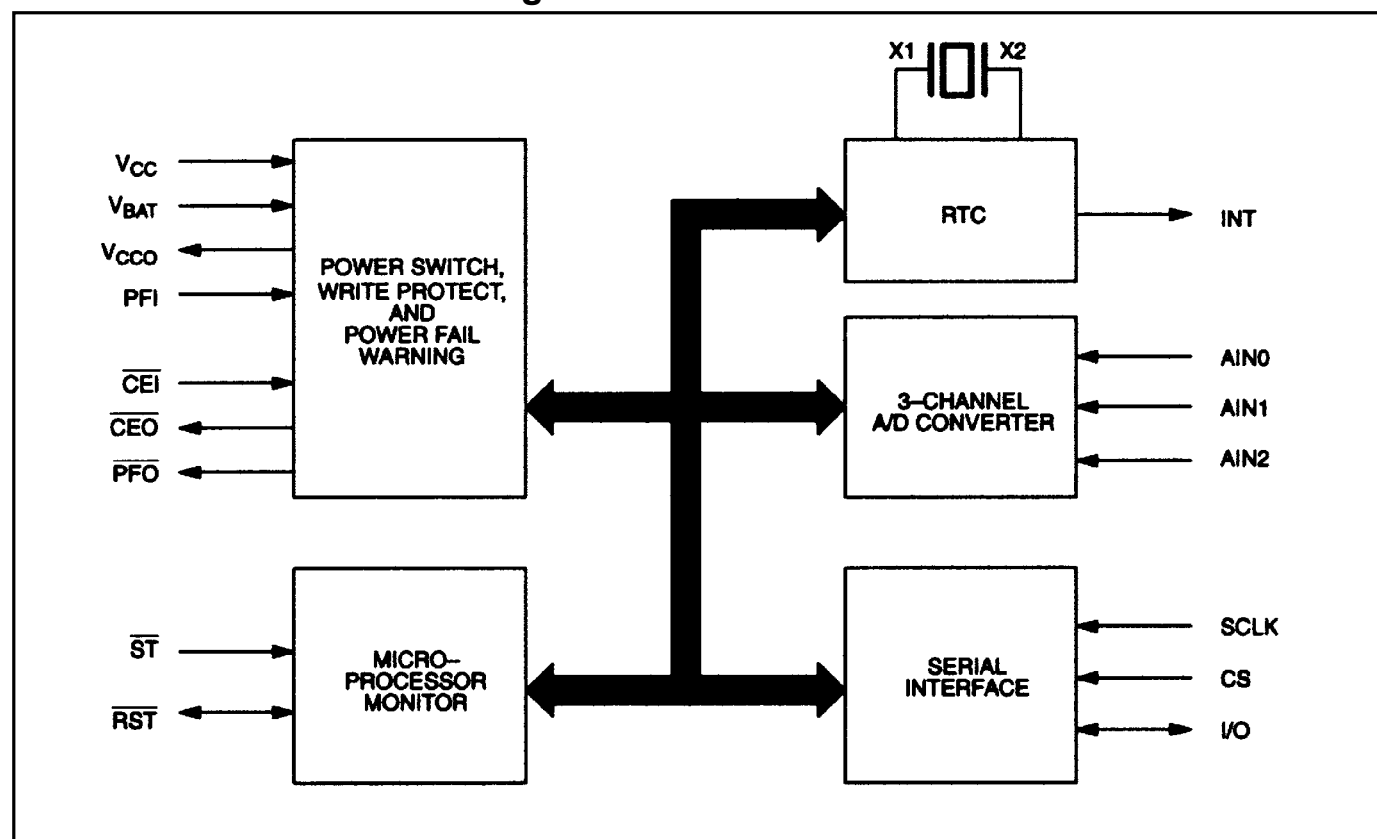 g
X1 X2
VCC
VBAT
VCCO
PFI
CEI
CEO
PFO
POWER SWITCH,
WRITE PROTECT,
AND
POWER FAIL
WARNING
RTC
INT
3–CHANNEL
A/D CONVERTER
AIN0
AIN1
AIN2
ST
RST
MICRO–
PROCESSOR
MONITOR
SERIAL
INTERFACE
SCLK
CS
I/O